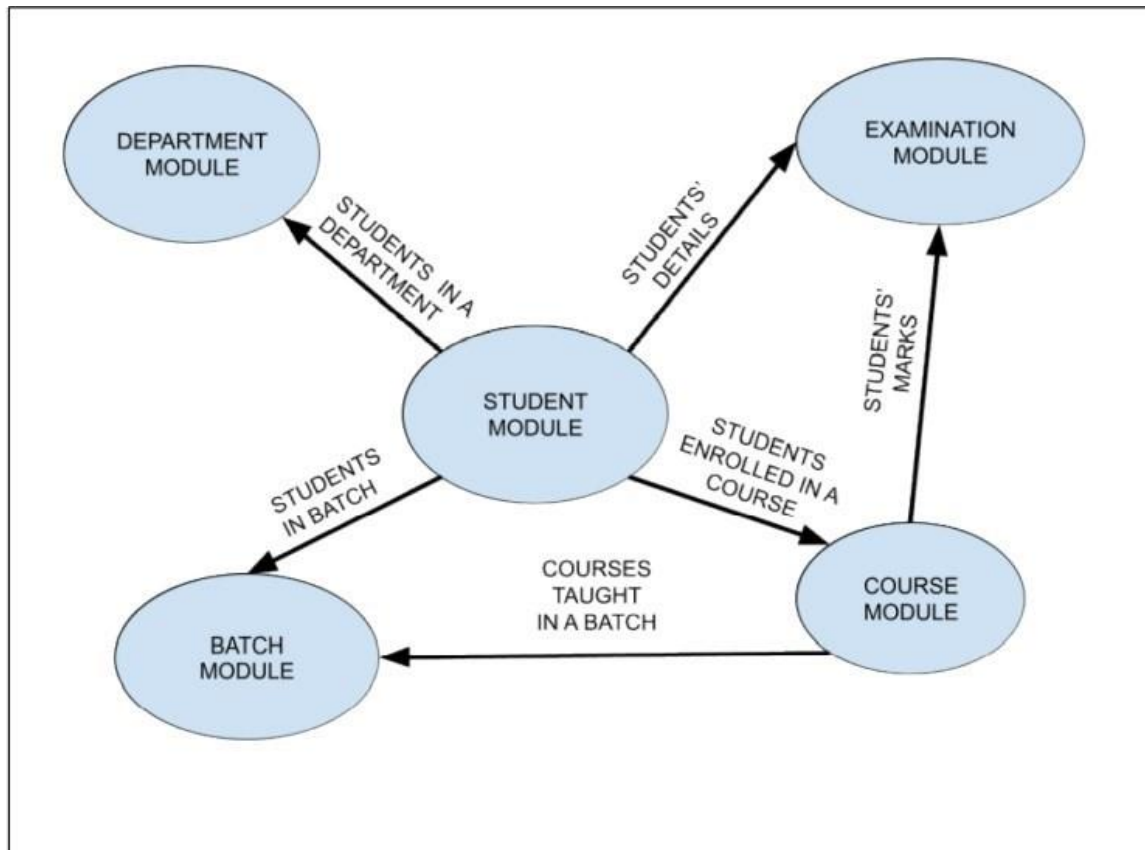 DEPARTMENT
MODULE
EXAMINATION
MODULE
STUDENTS IN A
DEPARTMENT
STUDENTS'
DETAILS
STUDENTS'
MARKS
STUDENT
MODULE
STUDENTS
ENROLLED IN A
COURSE
STUDENTS
IN BATCH
COURSES
TAUGHT
IN A BATCH
COURSE
MODULE
BATCH
MODULE